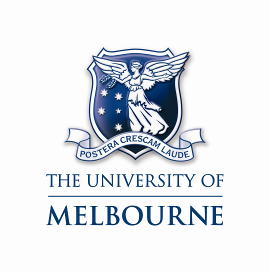 POSTERA CRESCAM LAUDE
THE UNIVERSITY OF
MELBOURNE